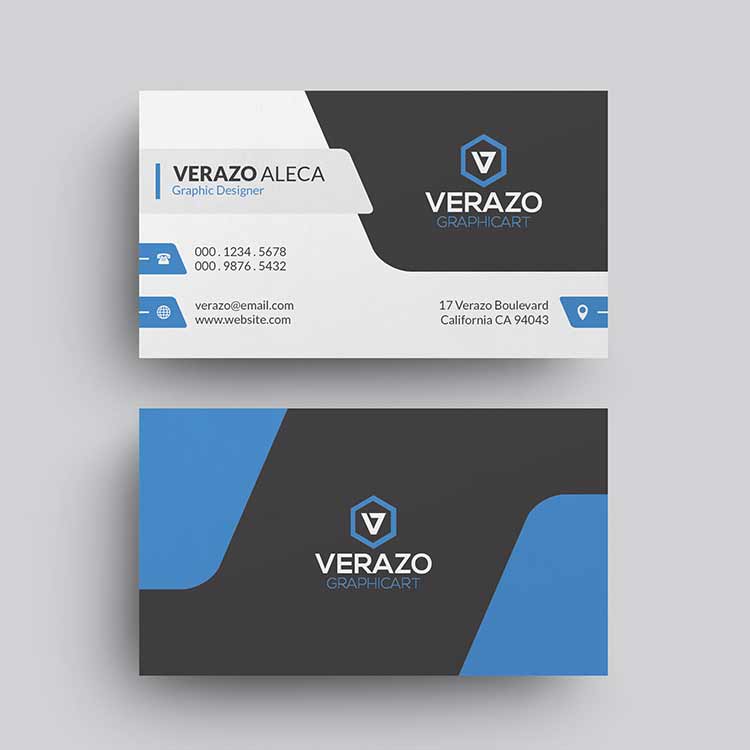 VERAZO ALECA
Graphic Designer
VERAZO
GRAPHICART
000 . 1234 . 5678
000 . 9876 . 5432
verazo@email.com
www.website.com
17 Verazo Boulevard
California CA 94043
VERAZO
GRAPHICART